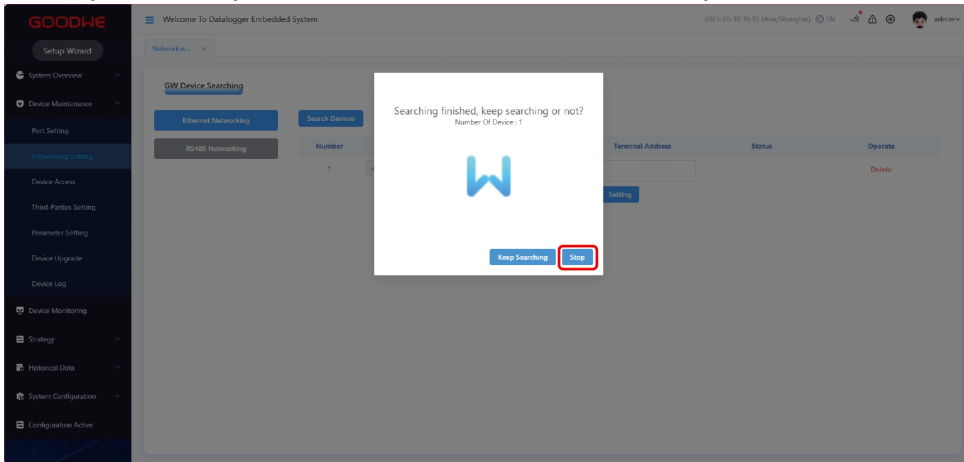 GOODWE
Welcome To Datalogger Embedded System
2025-10-10 16:55 (Asia/Shanghai) EN
admin
Setup Wizard
Networkin... x
System Overview
GW Device Searching
Device Maintenance
Searching finished, keep searching or not?
Number Of Device : 1
Ethernet Networking
Search Devices
Port Setting
RS485 Networking
Number
Terminal Address
Status
Operate
Networking Setting
1
Delete
Device Access
Setting
Third-Parties Setting
Parameter Setting
Keep Searching
Stop
Device Upgrade
Device Log
Device Monitoring
Strategy
Historical Data
System Configuration
Configuration Active